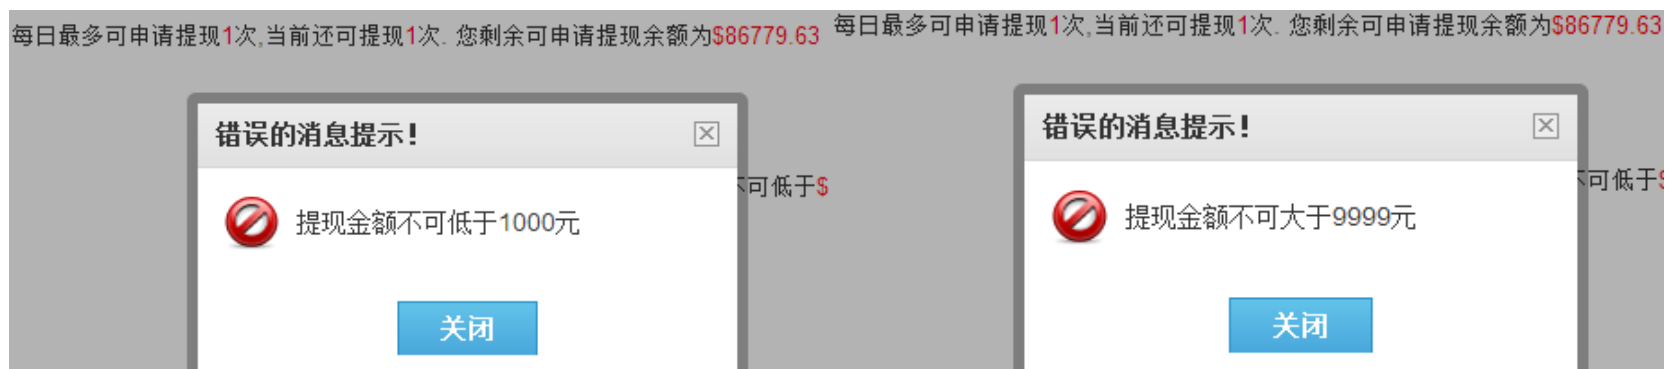 每日最多可申请提现1次,当前还可提现1次. 您剩余可申请提现余额为$86779.63
错误的消息提示!
不可低于$
提现金额不可低于1000元
关闭
每日最多可申请提现1次,当前还可提现1次. 您剩余可申请提现余额为$86779.63
错误的消息提示!
不可低于$
提现金额不可大于9999元
关闭